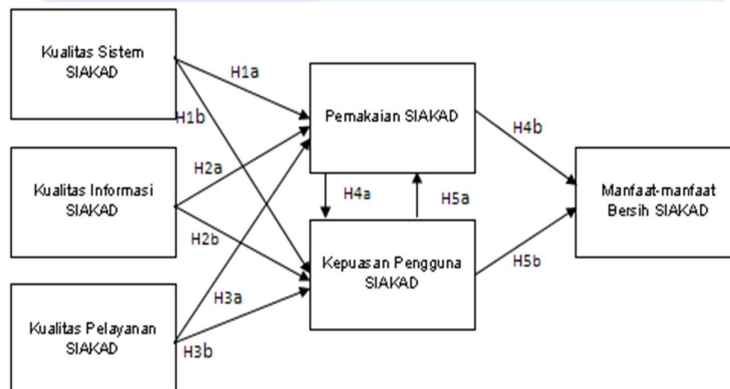 Kualitas Sistem
SIAKAD
H1a
H1b
Pemakaian SIAKAD
H4b
H2a
Kualitas Informasi
SIAKAD
H4a
H5a
Manfaat-manfaat
Bersih SIAKAD
H2b
Kepuasan Pengguna
SIAKAD
H5b
H3a
Kualitas Pelayanan
SIAKAD
H3b